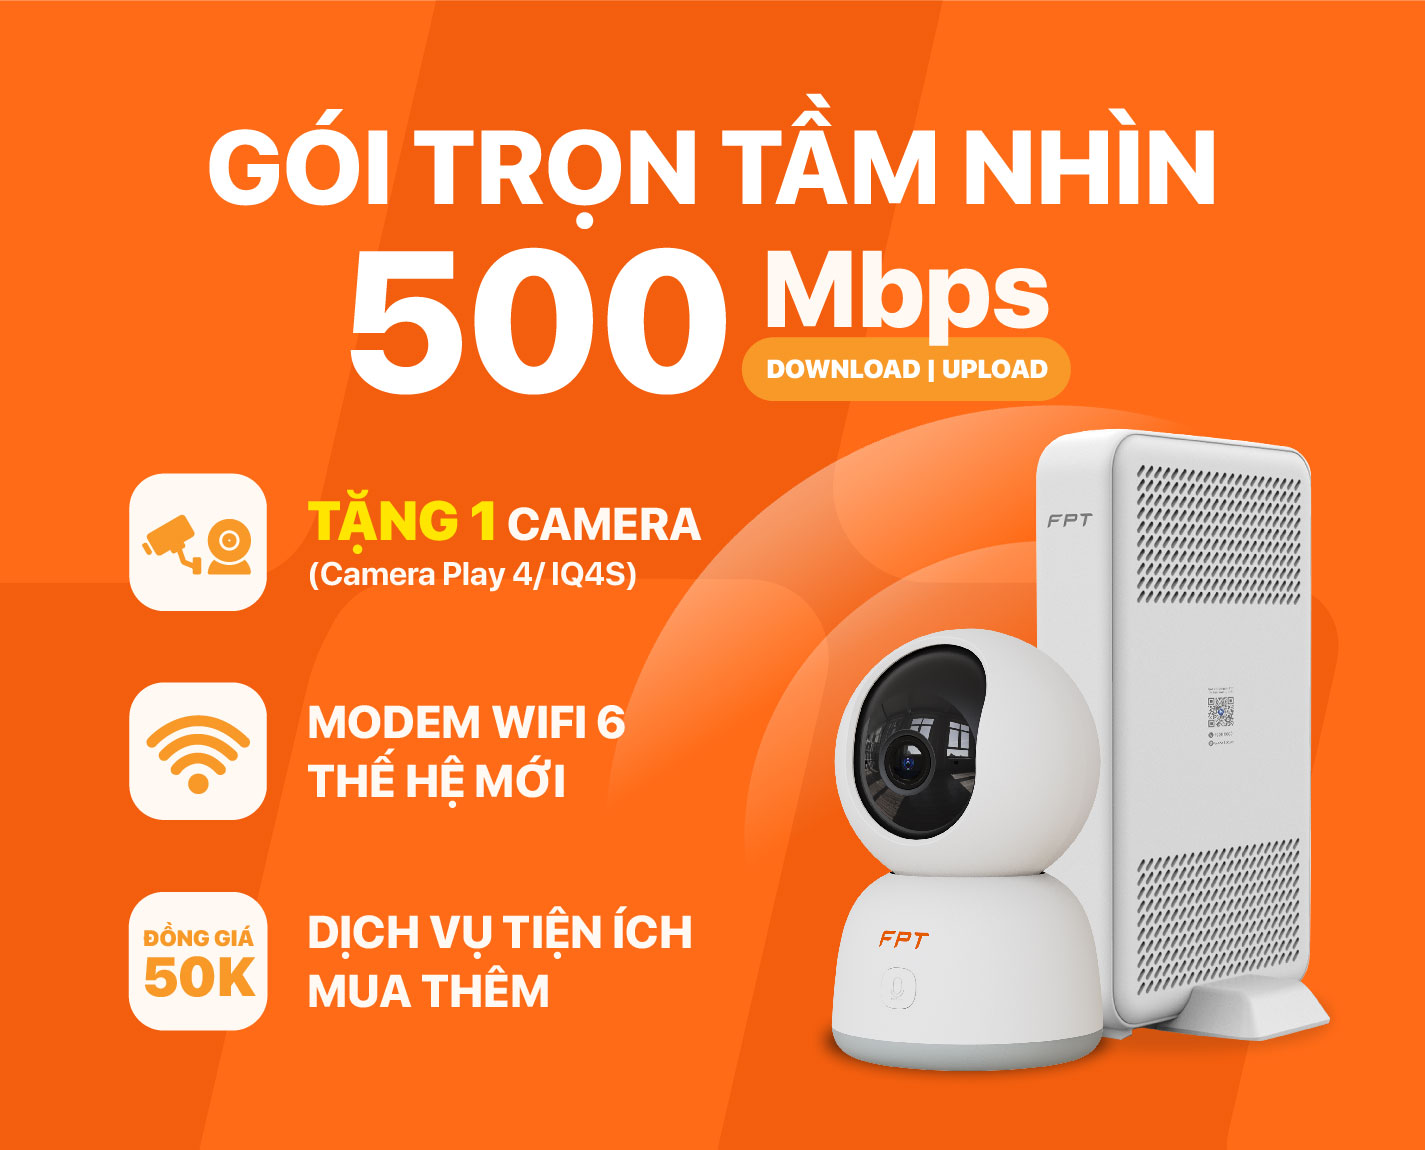 GÓI TRỌN TẦM NHÌN
500 Mbps
DOWNLOAD | UPLOAD
TẶNG 1 CAMERA
(Camera Play 4/ IQ4S)
FPT
MODEM WIFI 6
THẾ HỆ MỚI
ĐỒNG GIÁ
50K
DỊCH VỤ TIỆN ÍCH
MUA THÊM
FPT